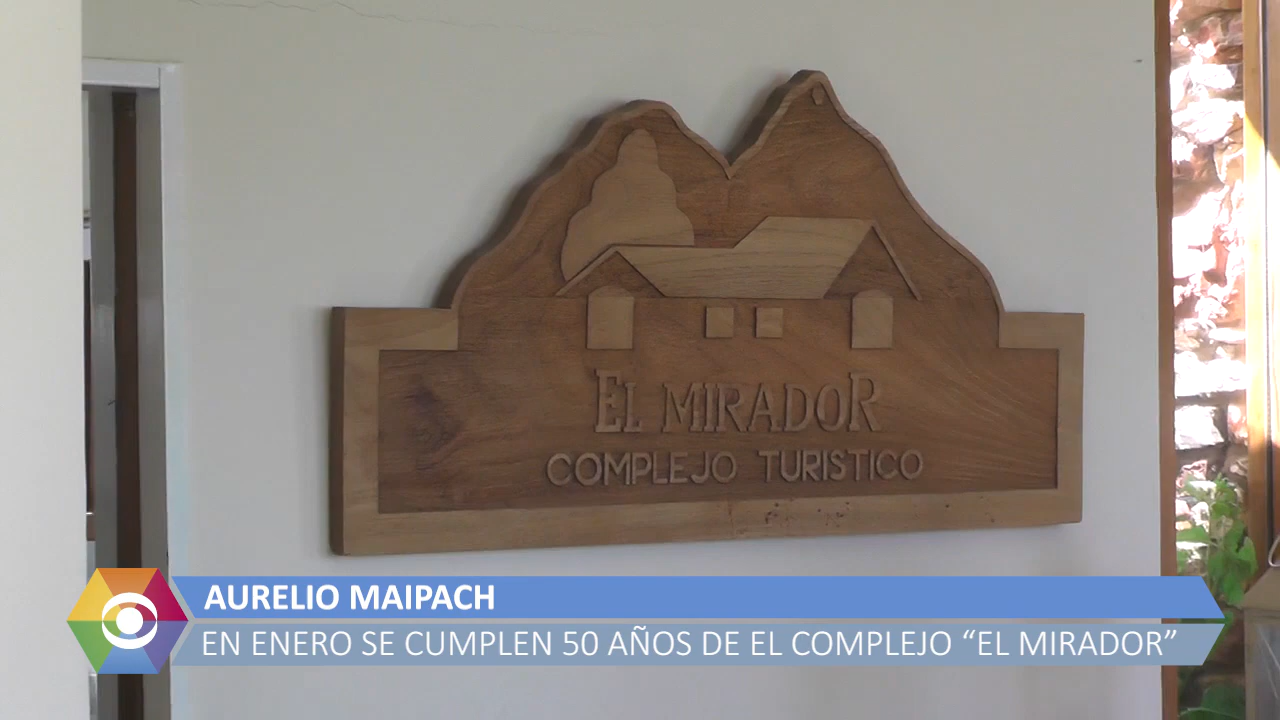 EL MIRADOR
COMPLEJO TURISTICO
AURELIO MAIPACH
EN ENERO SE CUMPLEN 50 AÑOS DE EL COMPLEJO “EL MIRADOR”